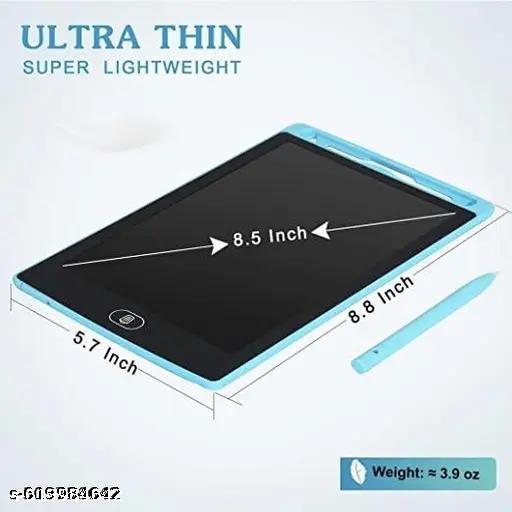 ULTRA THIN
SUPER LIGHTWEIGHT
8.5 Inch
8.8 Inch
5.7 Inch
Weight: ≈ 3.9 oz